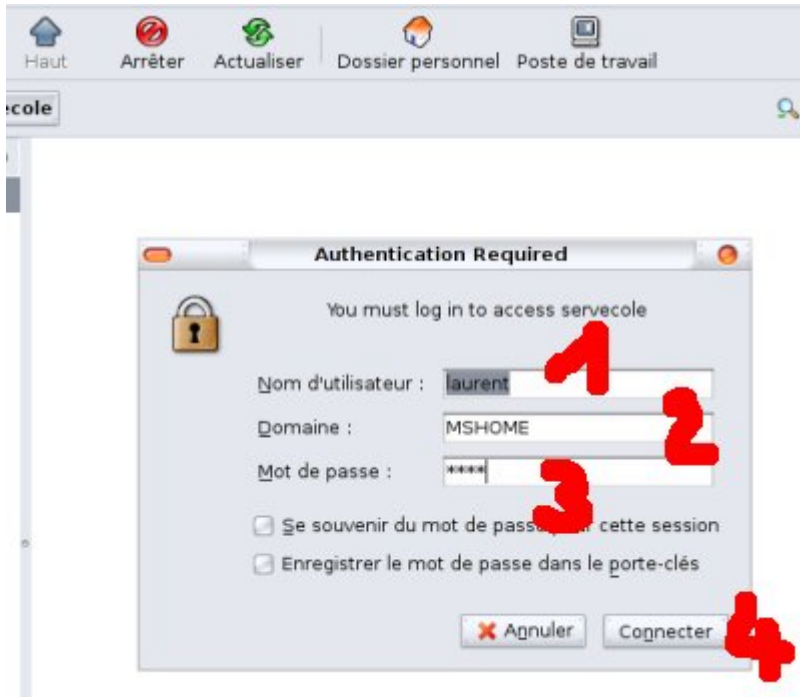 Haut Arrêter Actualiser Dossier personnel Poste de travail
ecole
Authentication Required
You must log in to access servecole
1
Nom d'utilisateur : laurent
Domaine : MSHOME
2
Mot de passe : ****
3
Se souvenir du mot de passe cette session
Enregistrer le mot de passe dans le porte-clés
Annuler Connecter
4